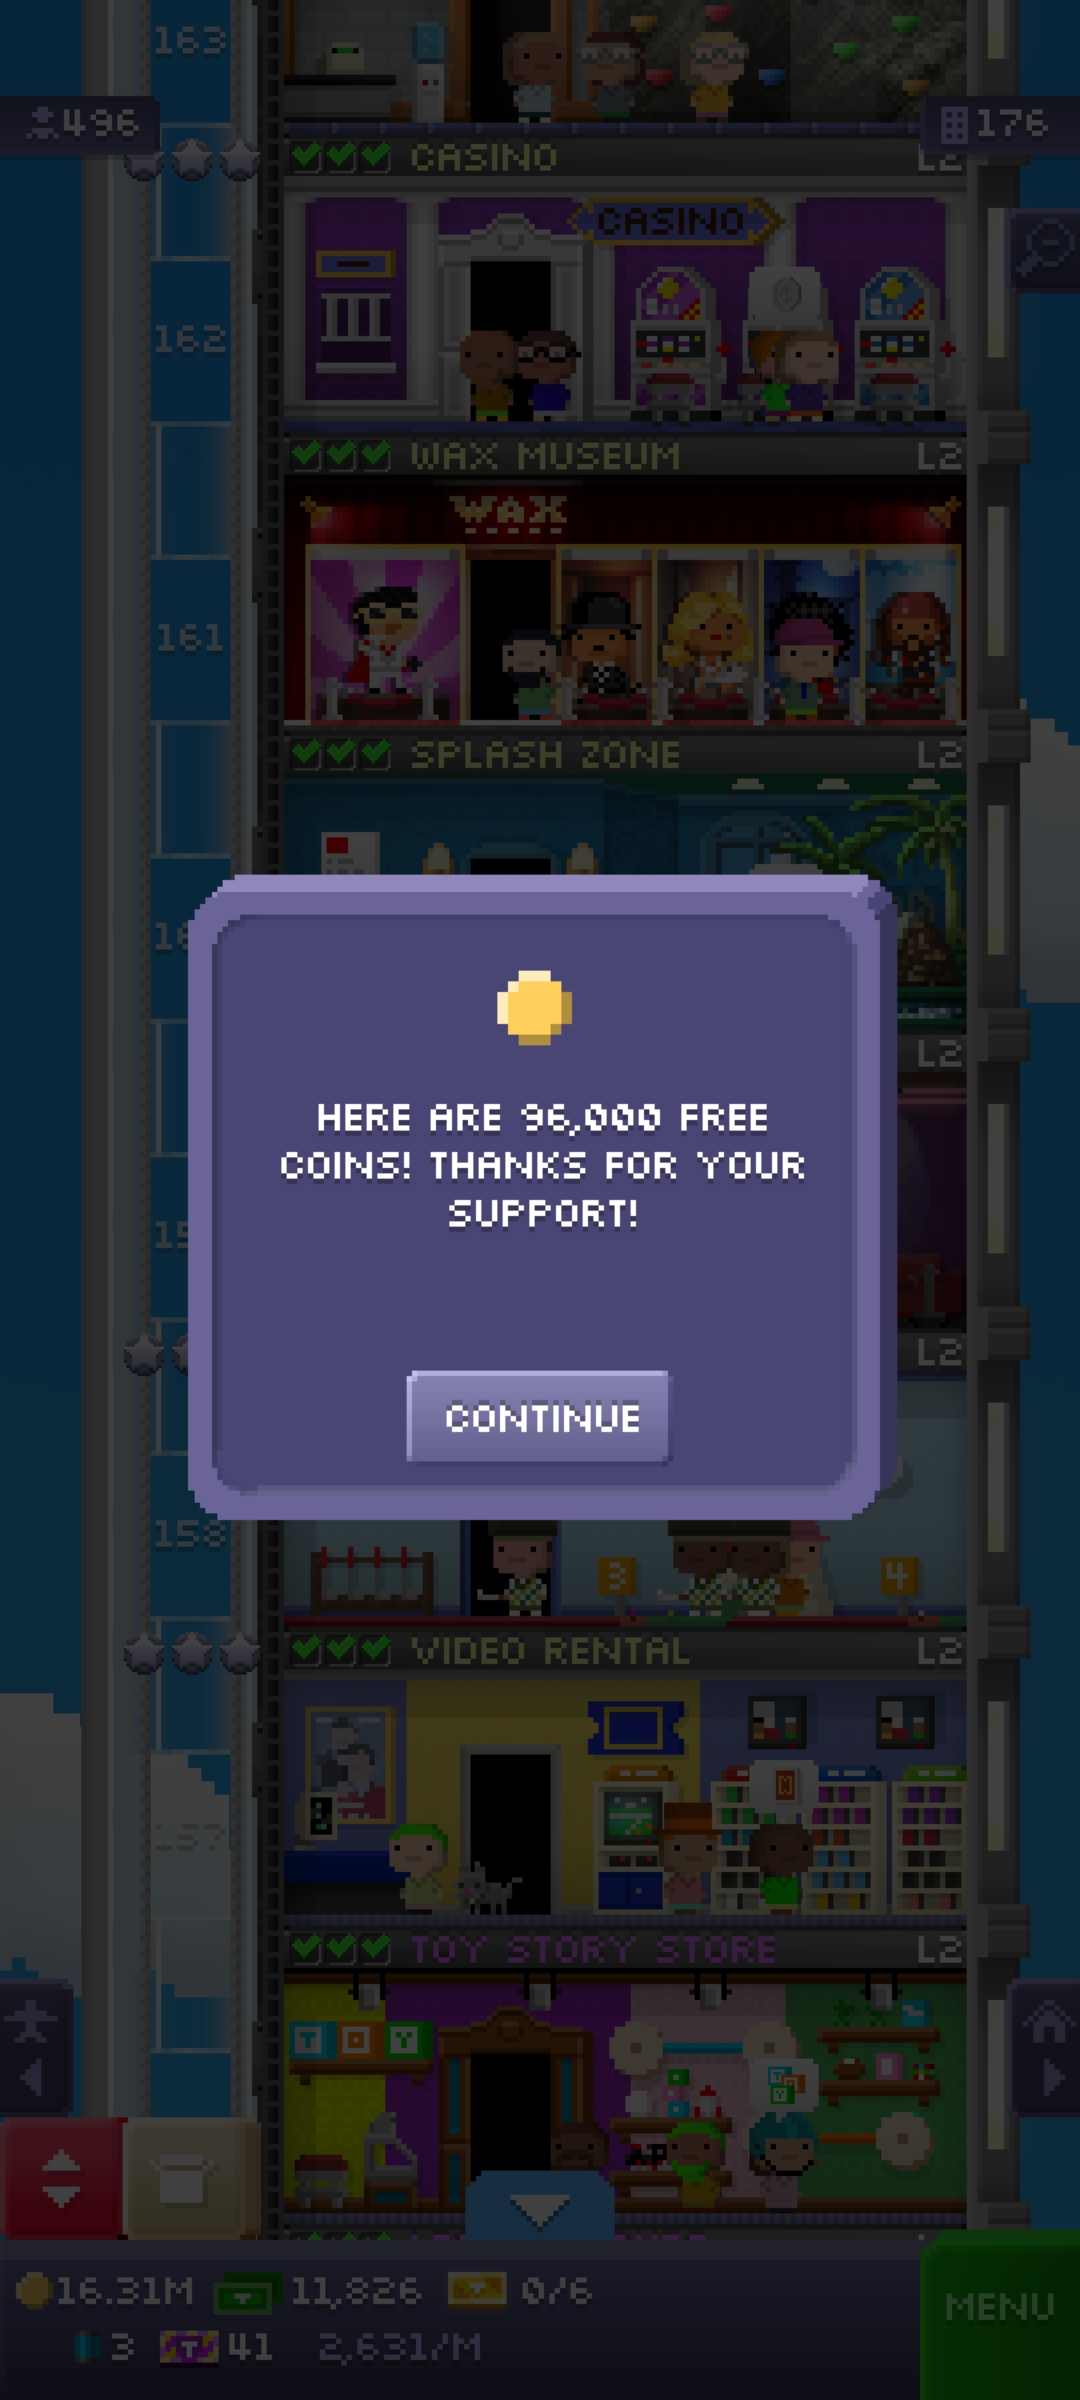 163
496
176
CASINO
L2
CASINO
162
WAX MUSEUM
L2
WAX
161
SPLASH ZONE
L2
L2
HERE ARE 96,000 FREE
COINS! THANKS FOR YOUR
SUPPORT!
L2
CONTINUE
158
3
4
VIDEO RENTAL
L2
157
TOY STORY STORE
L2
TOY
16.31M
11,826
0/6
MENU
3
T
41
2,631/M